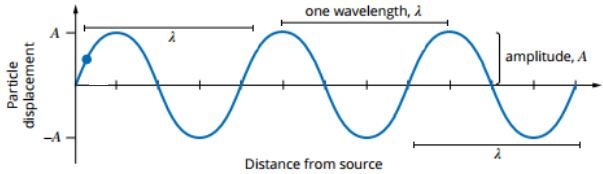 one wavelength, λ
A
λ
amplitude, A
Particle
displacement
−A
λ
Distance from source